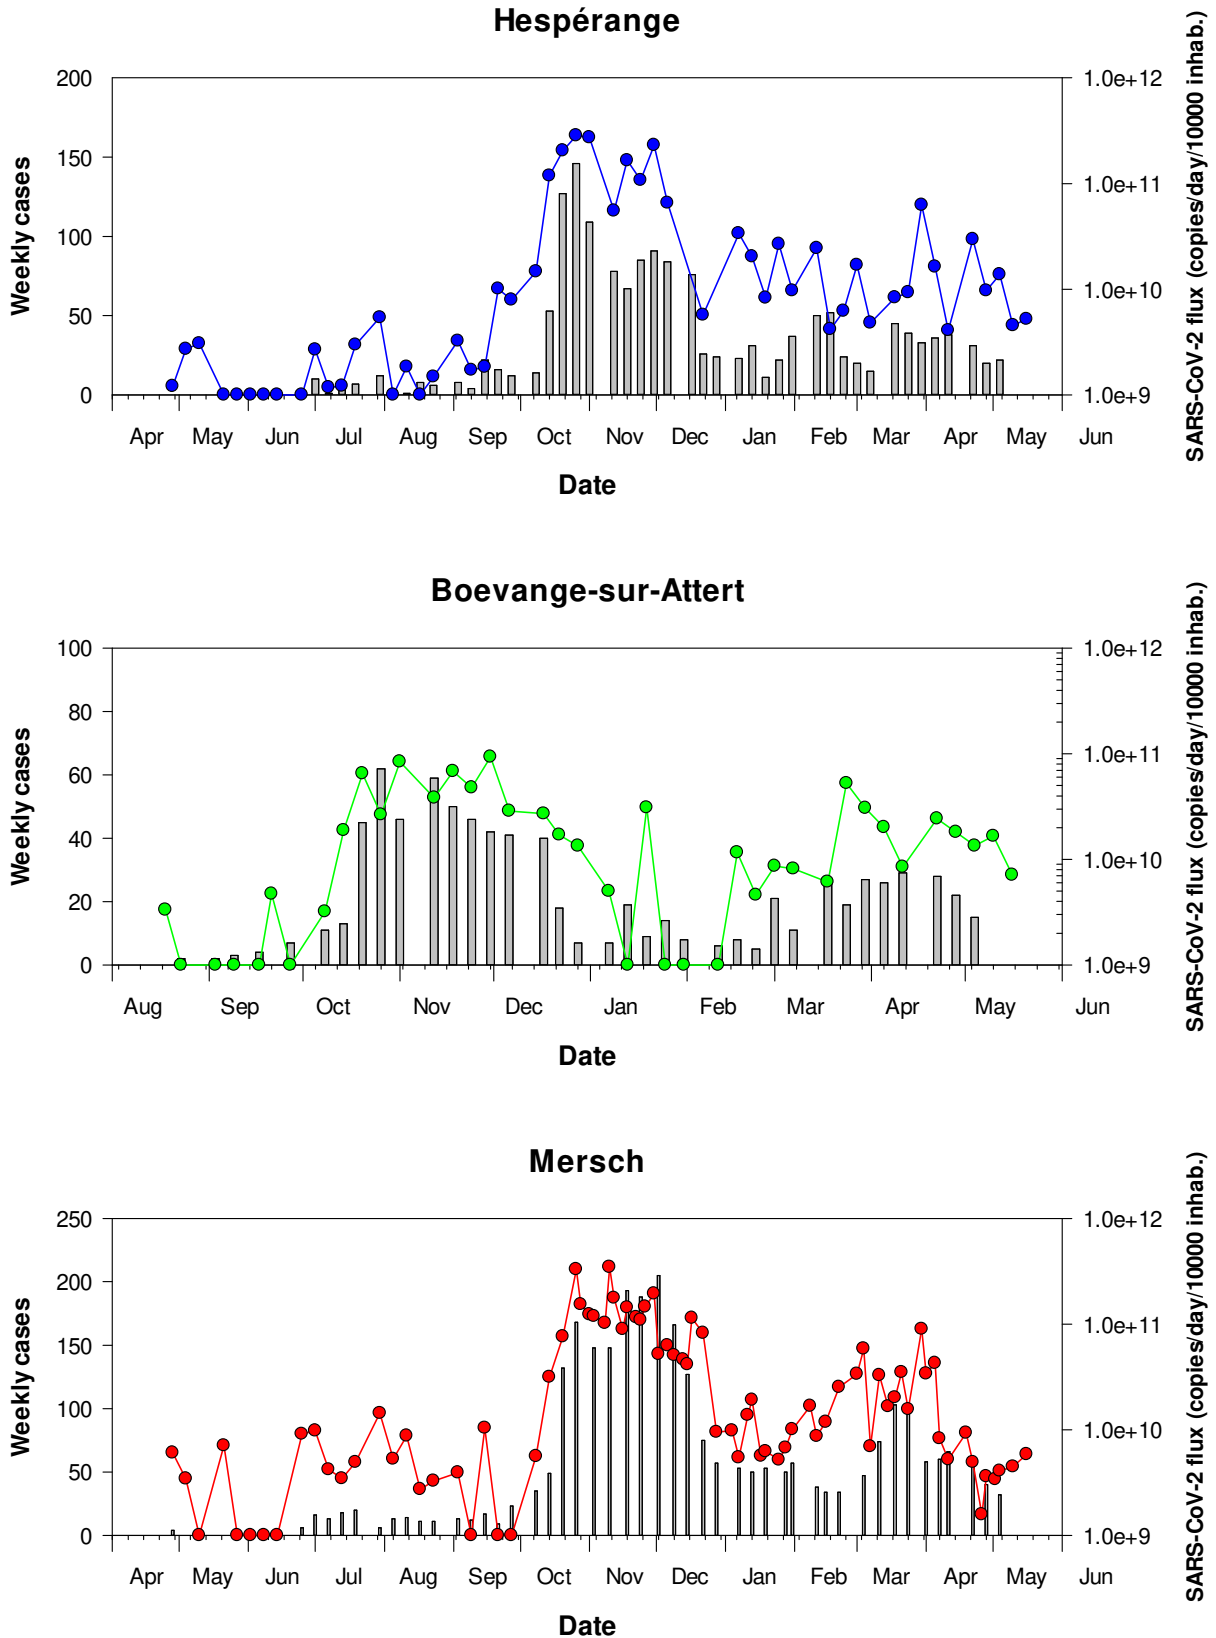 Hespérange
200
150
100
50
0
Weekly cases
1.0e+12
1.0e+11
1.0e+10
1.0e+9
SARS-CoV-2 flux (copies/day/10000 inhab.)
Apr May Jun Jul Aug Sep Oct Nov Dec Jan Feb Mar Apr May Jun
Date
Boevange-sur-Attert
100
80
60
40
20
0
Weekly cases
1.0e+12
1.0e+11
1.0e+10
1.0e+9
SARS-CoV-2 flux (copies/day/10000 inhab.)
Aug Sep Oct Nov Dec Jan Feb Mar Apr May Jun
Date
Mersch
250
200
150
100
50
0
Weekly cases
1.0e+12
1.0e+11
1.0e+10
1.0e+9
SARS-CoV-2 flux (copies/day/10000 inhab.)
Apr May Jun Jul Aug Sep Oct Nov Dec Jan Feb Mar Apr May Jun
Date